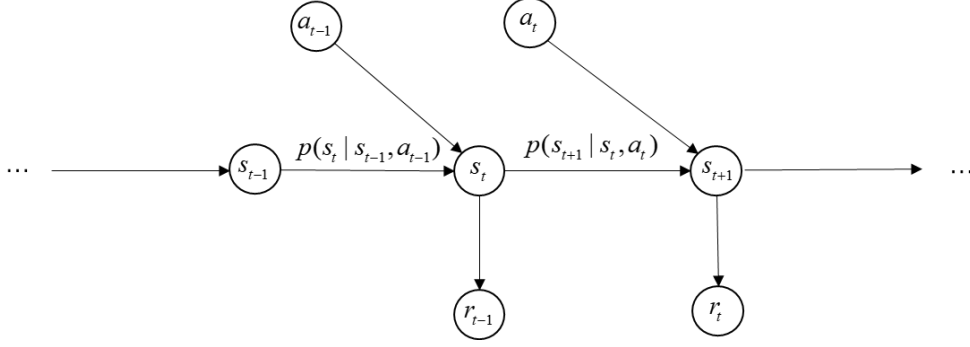 a_{t-1} a_t
p(s_t | s_{t-1}, a_{t-1}) p(s_{t+1} | s_t, a_t)
... s_{t-1} s_t s_{t+1} ...
r_{t-1} r_t